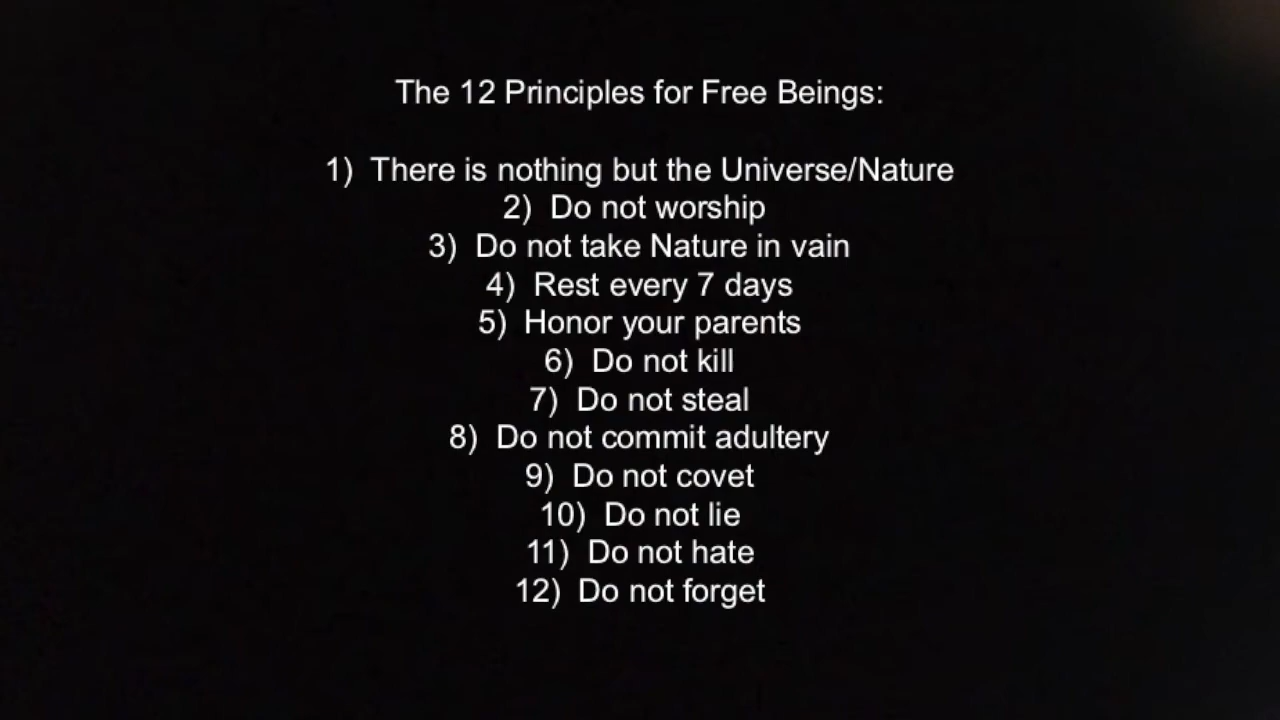 The 12 Principles for Free Beings:
1) There is nothing but the Universe/Nature
2) Do not worship
3) Do not take Nature in vain
4) Rest every 7 days
5) Honor your parents
6) Do not kill
7) Do not steal
8) Do not commit adultery
9) Do not covet
10) Do not lie
11) Do not hate
12) Do not forget